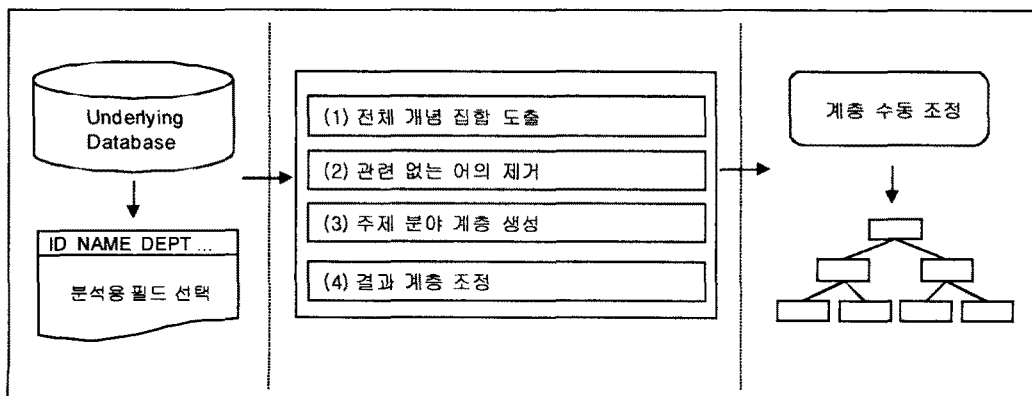 Underlying
Database
ID NAME DEPT ...
분석용 필드 선택
(1) 전체 개념 집합 도출
(2) 관련 없는 어의 제거
(3) 주제 분야 계층 생성
(4) 결과 계층 조정
계층 수동 조정